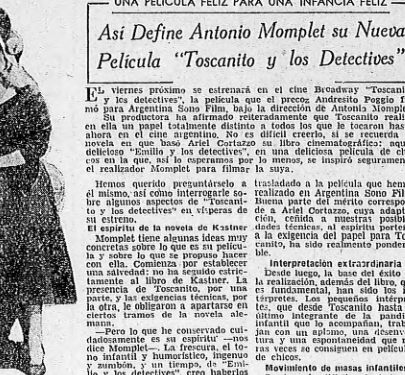 UNA PELICULA FELIZ PARA UNA INFANCIA FELIZ
Así Define Antonio Momplet su Nueva
Película "Toscanito y los Detectives"
EL viernes próximo se estrenará en el cine Broadway "Toscani
y los detectives", la película que el precoz Andresito Poggio f
mó para Argentina Sono Film, bajo la dirección de Antonio Momple
Su productora ha afirmado reiteradamente que Toscanito reali
en ella un papel totalmente distinto a todos los que le tocaron has
ahora en el cine argentino. No es difícil creerlo, si se recuerda
novela en que basó Ariel Cortazzo su libro cinematográfico: aqu
delicioso "Emilio y los detectives", en una deliciosa película de ch
cos en la que, así lo esperamos por lo menos, se inspiró seguramen
el realizador Momplet para filmar la suya.
Hemos querido preguntárselo a
él mismo, así como interrogarle so-
bre algunos aspectos de "Toscani-
to y los detectives" en vísperas de
su estreno.
El espíritu de la novela de Kastner
Momplet tiene algunas ideas muy
concretas sobre lo que es su pelícu-
la y sobre lo que se propuso hacer
con ella. Comienza por establecer
una salvedad: no ha seguido estric-
tamente al libro de Kastner. La
presencia de Toscanito, por una
parte, y las exigencias técnicas, por
la otra, le obligaron a apartarse en
ciertos tramos de la novela ale-
mana.
—Pero lo que he conservado cui-
dadosamente es su espíritu —nos
dice Momplet—. La frescura, el to-
no infantil y humorístico, ingenuo
y zumbón, y un tiempo, de "Emi-
lio y los detectives" creo haberlos
trasladado a la película que hem
realizado en Argentina Sono Fil
Buena parte del mérito correspon
de a Ariel Cortazzo, cuya adapt
ción, ceñida a nuestras posibi
dades técnicas, al espíritu porteñ
a la exigencia del papel para To
canito, ha sido realmente ponder
ble.
Interpretación extraordinaria
Desde luego, la base del éxito
la realización, además del libro, q
es fundamental, han sido los i
térpretes. Los pequeños intérpr
tes, que desde Toscanito hasta
último integrante de la pandi
infantil que lo acompañan, trab
jan con un aplomo, una desenv
tura y una espontaneidad que m
ras veces se consiguen en pelícu
de chicos.
Movimiento de masas infantiles